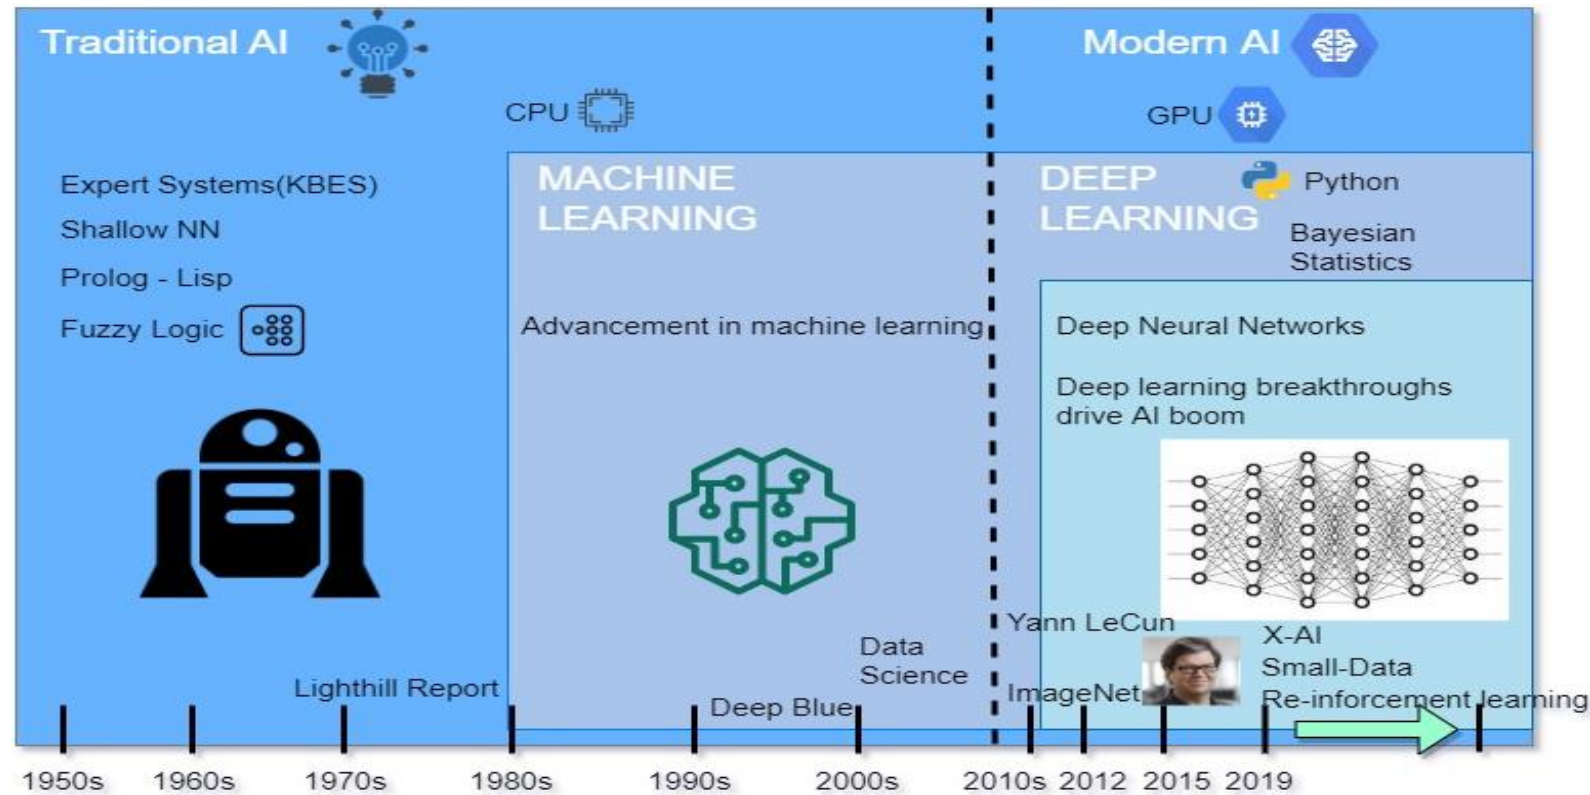 Traditional AI
Modern AI
CPU
GPU
Expert Systems(KBES)
Shallow NN
Prolog - Lisp
Fuzzy Logic
MACHINE
LEARNING
DEEP
LEARNING
Python
Bayesian
Statistics
Advancement in machine learning
Deep Neural Networks
Deep learning breakthroughs
drive AI boom
Lighthill Report
Data
Science
Deep Blue
Yann LeCun
ImageNet
X-AI
Small-Data
Re-inforcement learning
1950s 1960s 1970s 1980s 1990s 2000s 2010s 2012 2015 2019